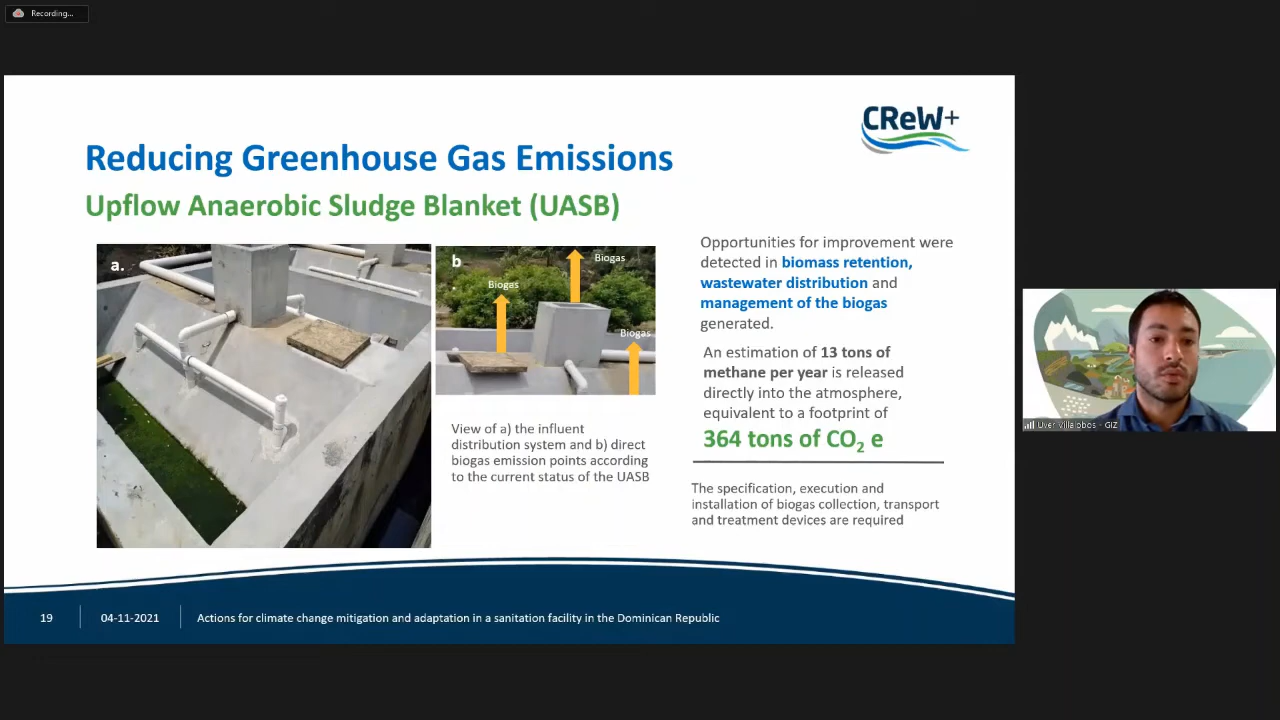 Recording...
CReW+
Reducing Greenhouse Gas Emissions
Upflow Anaerobic Sludge Blanket (UASB)
a.
b
.
Biogas
Biogas
Biogas
View of a) the influent
distribution system and b) direct
biogas emission points according
to the current status of the UASB
Opportunities for improvement were
detected in biomass retention,
wastewater distribution and
management of the biogas
generated.
An estimation of 13 tons of
methane per year is released
directly into the atmosphere,
equivalent to a footprint of
364 tons of CO₂ e
The specification, execution and
installation of biogas collection, transport
and treatment devices are required
Liver Villalobos - GIZ
19
04-11-2021
Actions for climate change mitigation and adaptation in a sanitation facility in the Dominican Republic